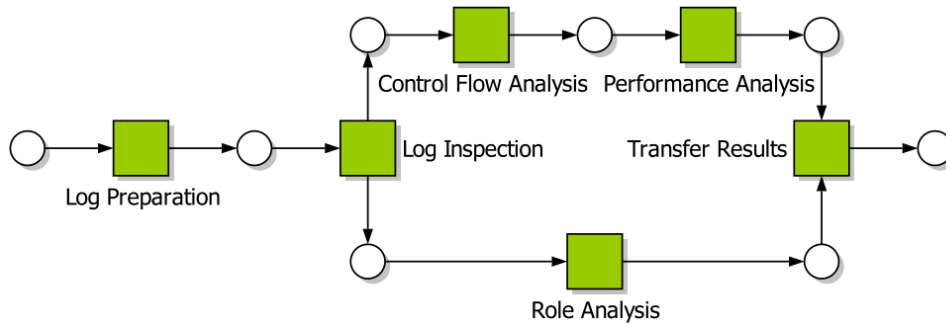 Control Flow Analysis
Performance Analysis
Log Inspection
Transfer Results
Log Preparation
Role Analysis